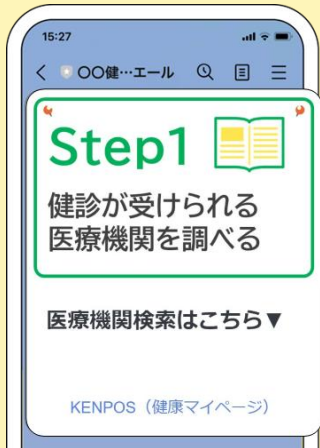 15:27
〇〇健…エール
Step1
健診が受けられる
医療機関を調べる
医療機関検索はこちら▼
KENPOS（健康マイページ）